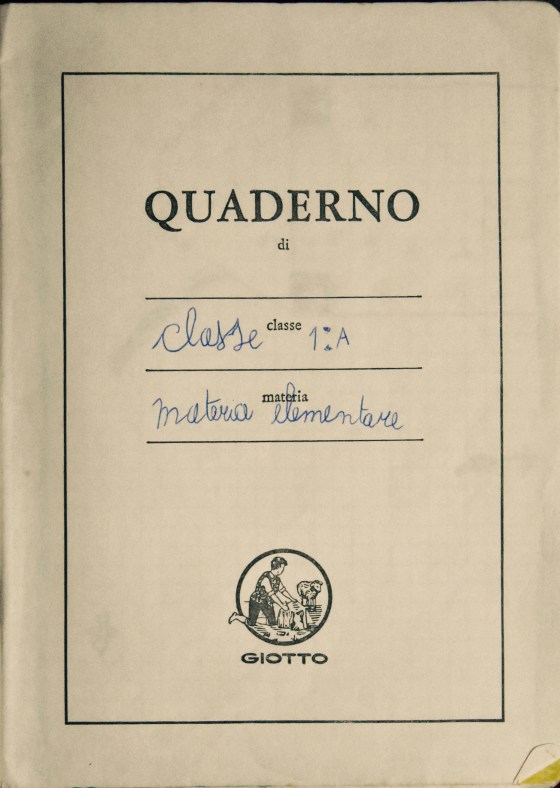 QUADERNO
di
classe
classe 1ª A
materia
materia elementare
GIOTTO